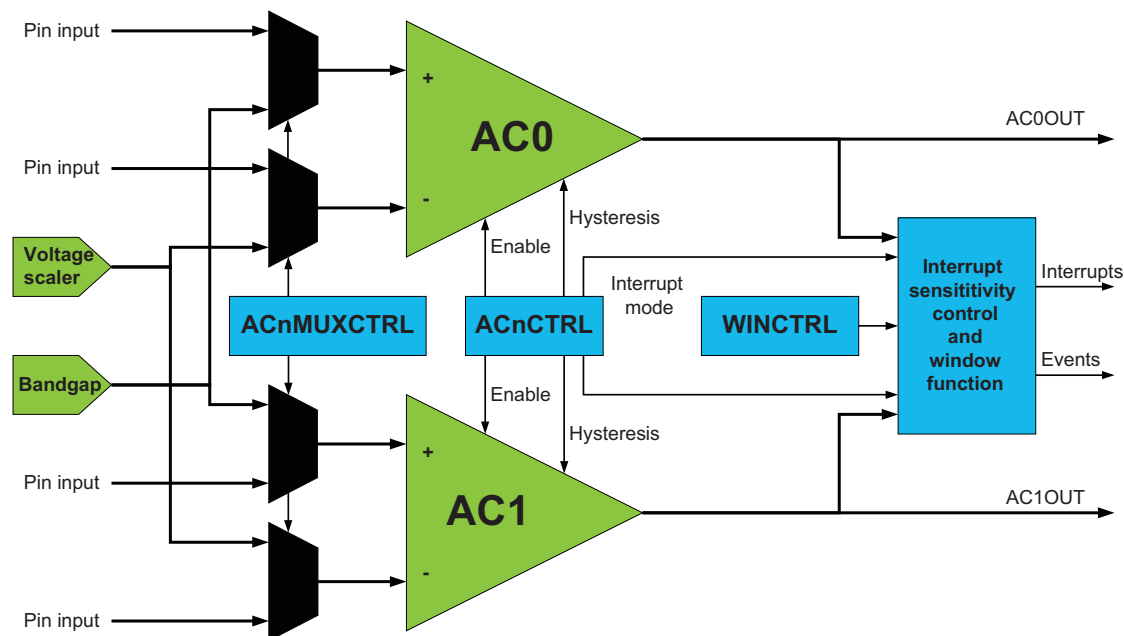 Pin input
+
AC0
AC0OUT
Pin input
-
Hysteresis
Enable
Voltage
scaler
Interrupt
mode
Interrupt
sensititivity
control
and
window
function
Interrupts
ACnMUXCTRL
ACnCTRL
WINCTRL
Bandgap
Events
Enable
Hysteresis
+
Pin input
AC1
AC1OUT
-
Pin input